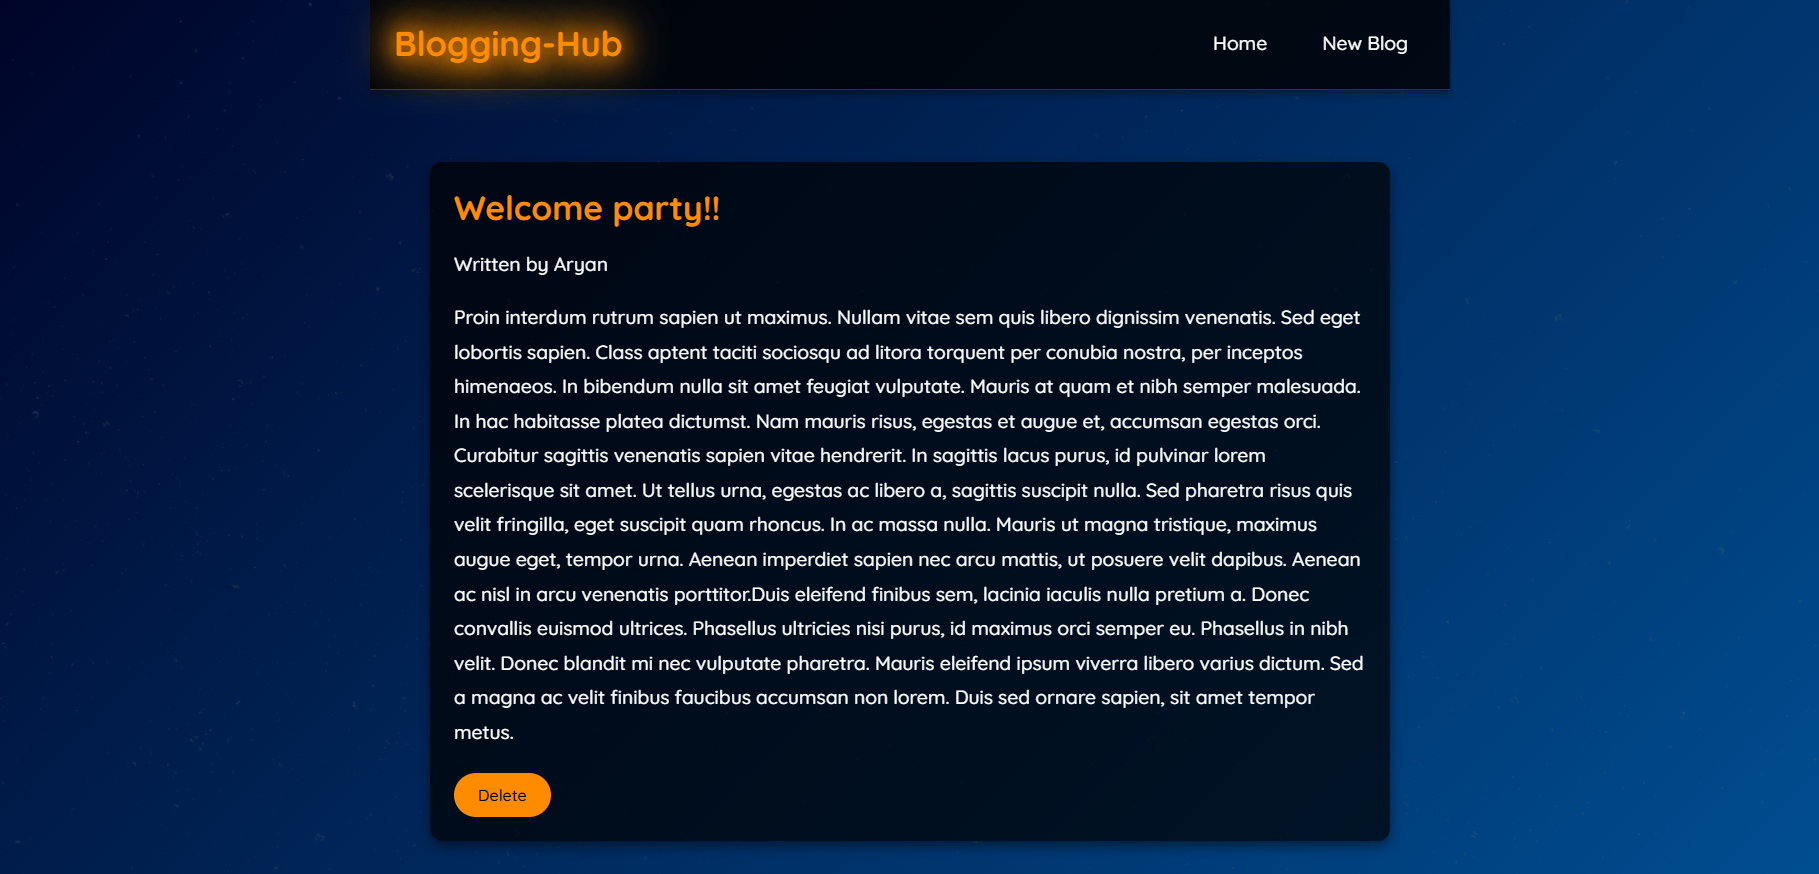 Blogging-Hub
Home
New Blog
Welcome party!!
Written by Aryan
Proin interdum rutrum sapien ut maximus. Nullam vitae sem quis libero dignissim venenatis. Sed eget
lobortis sapien. Class aptent taciti sociosqu ad litora torquent per conubia nostra, per inceptos
himenaeos. In bibendum nulla sit amet feugiat vulputate. Mauris at quam et nibh semper malesuada.
In hac habitasse platea dictumst. Nam mauris risus, egestas et augue et, accumsan egestas orci.
Curabitur sagittis venenatis sapien vitae hendrerit. In sagittis lacus purus, id pulvinar lorem
scelerisque sit amet. Ut tellus urna, egestas ac libero a, sagittis suscipit nulla. Sed pharetra risus quis
velit fringilla, eget suscipit quam rhoncus. In ac massa nulla. Mauris ut magna tristique, maximus
augue eget, tempor urna. Aenean imperdiet sapien nec arcu mattis, ut posuere velit dapibus. Aenean
ac nisl in arcu venenatis porttitor.Duis eleifend finibus sem, lacinia iaculis nulla pretium a. Donec
convallis euismod ultrices. Phasellus ultricies nisi purus, id maximus orci semper eu. Phasellus in nibh
velit. Donec blandit mi nec vulputate pharetra. Mauris eleifend ipsum viverra libero varius dictum. Sed
a magna ac velit finibus faucibus accumsan non lorem. Duis sed ornare sapien, sit amet tempor
metus.
Delete